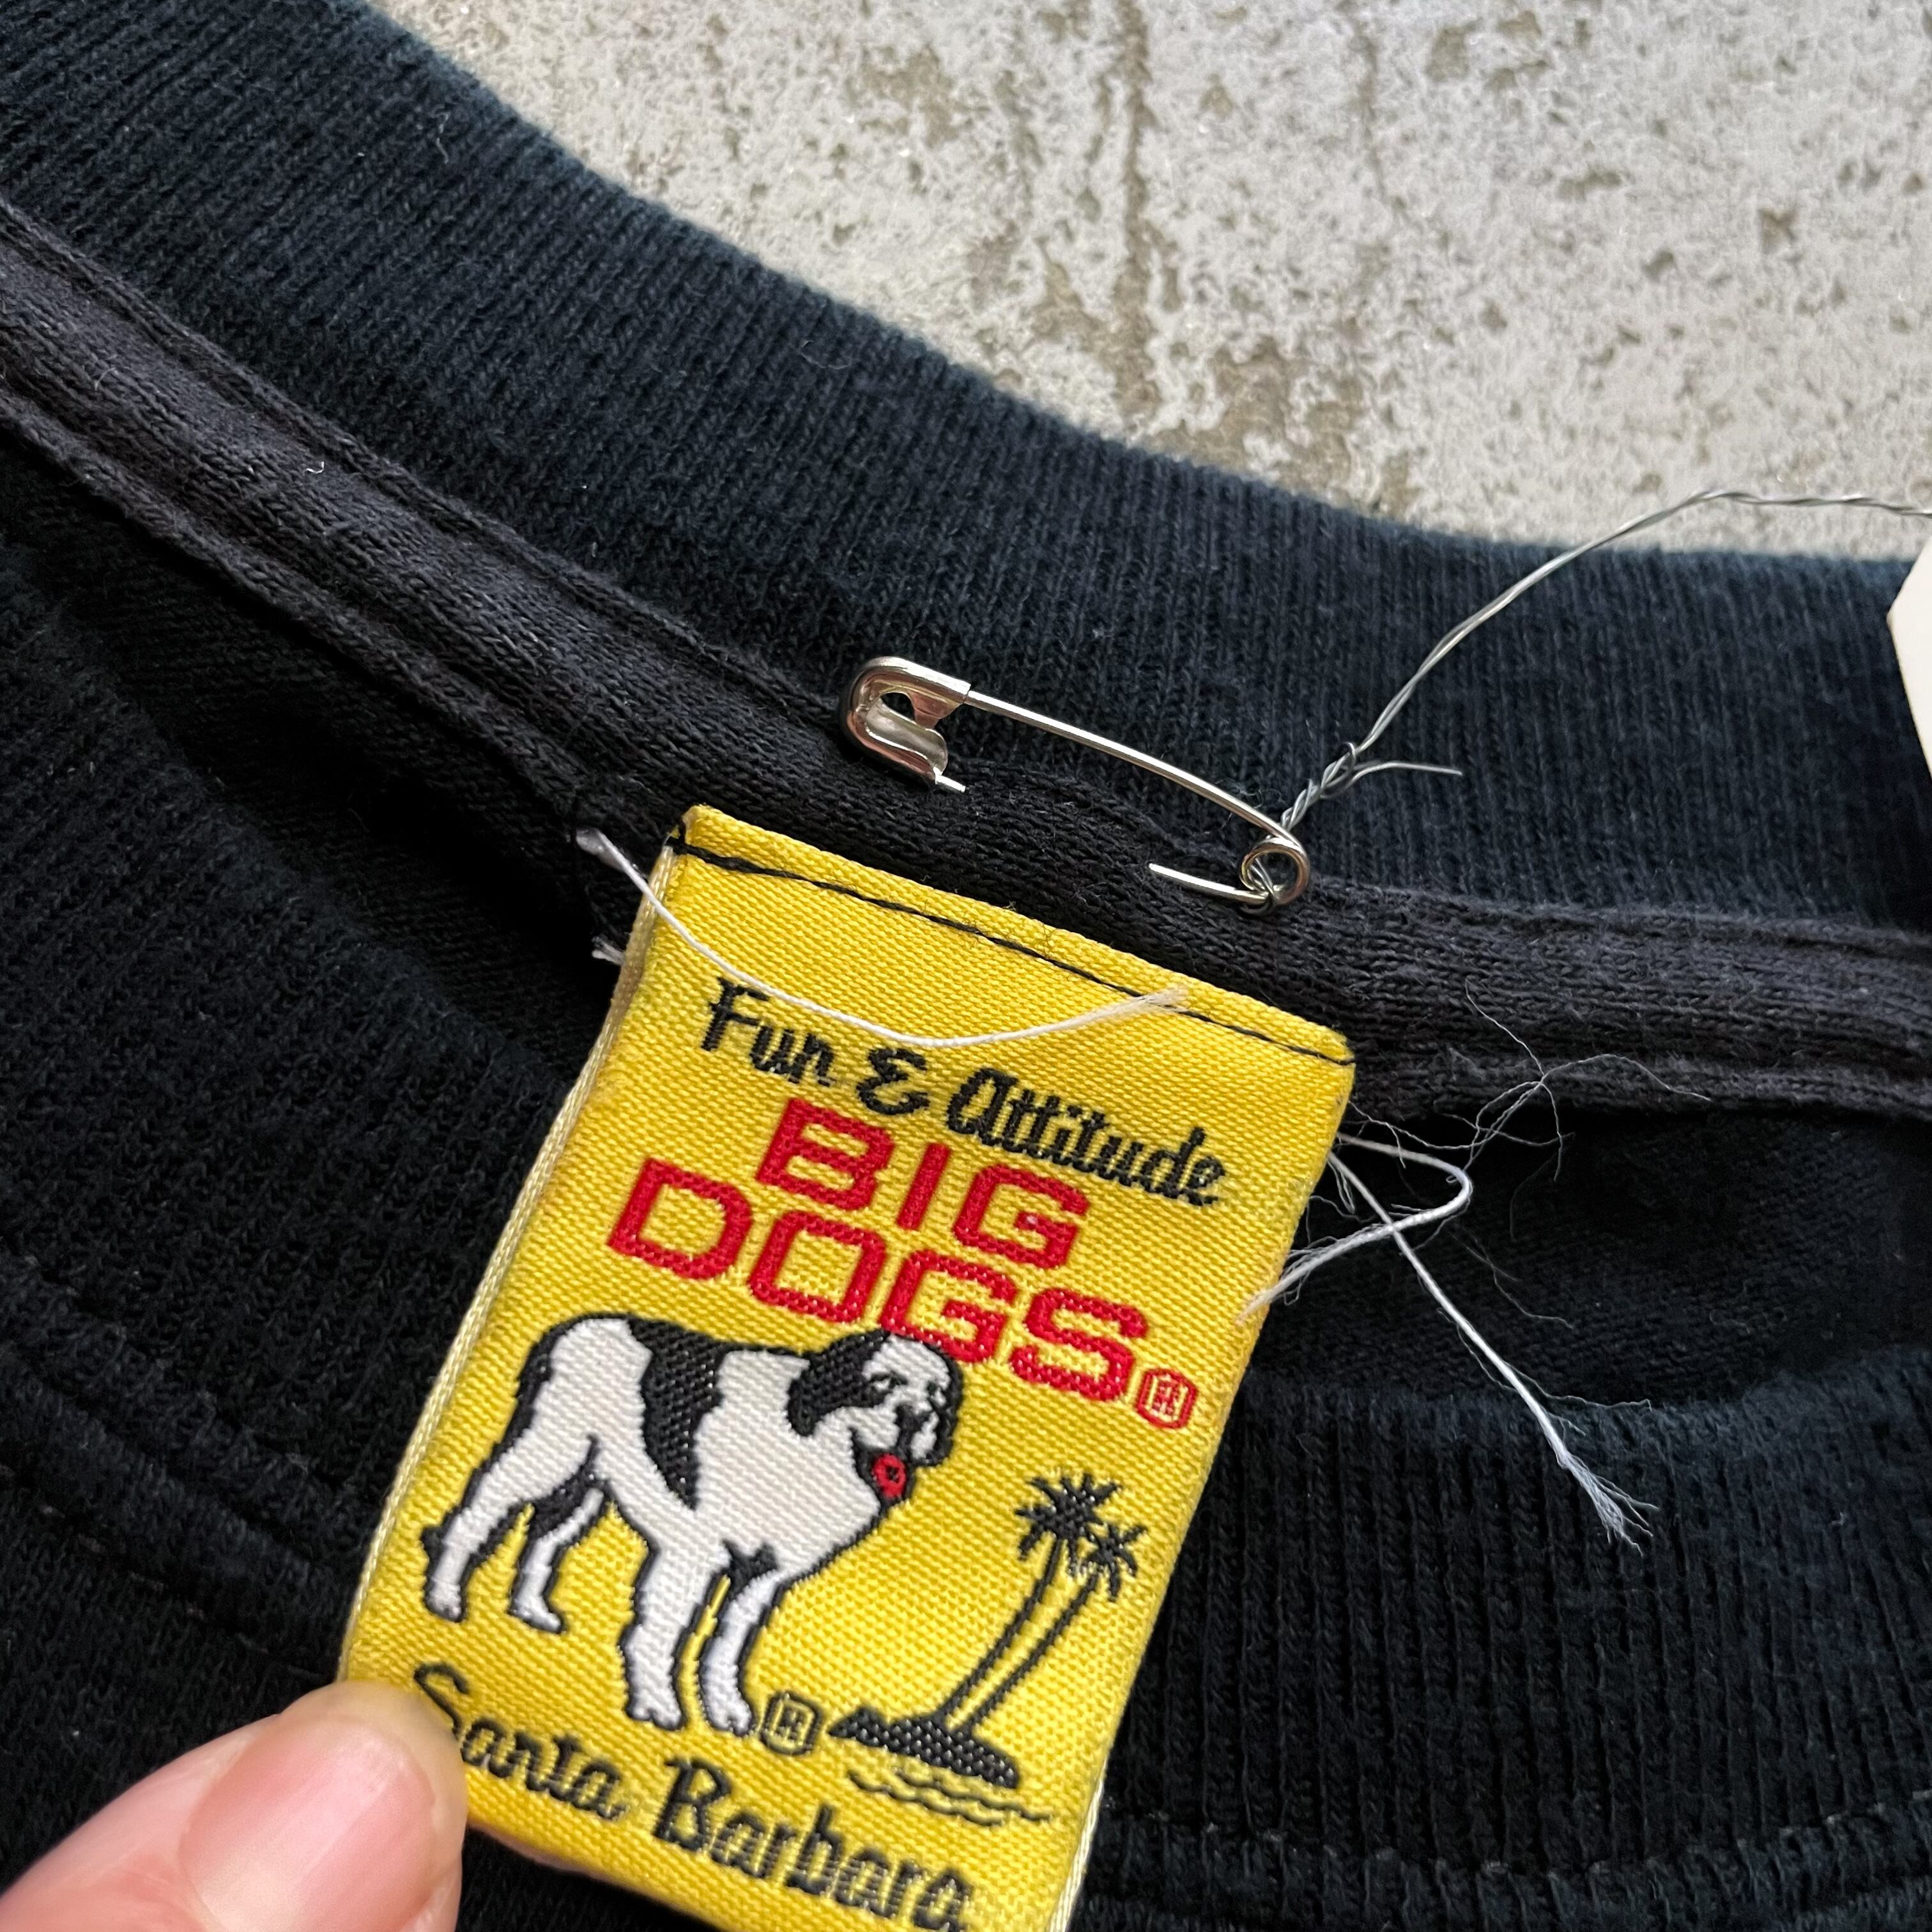 Fun & Attitude
BIG
DOGS®
®
Santa Barbara